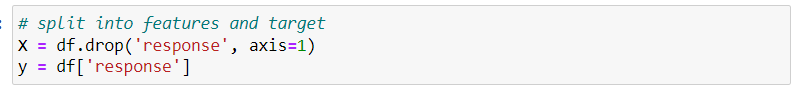 # split into features and target
X = df.drop('response', axis=1)
y = df['response']